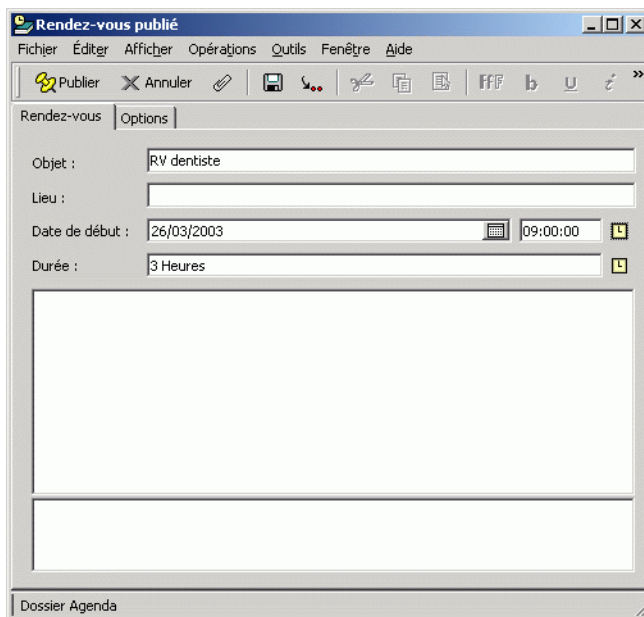 Rendez-vous publié
Fichier Éditer Afficher Opérations Outils Fenêtre Aide
Publier Annuler FfF b u i »
Rendez-vous Options
Objet : RV dentiste
Lieu :
Date de début : 26/03/2003 09:00:00
Durée : 3 Heures
Dossier Agenda